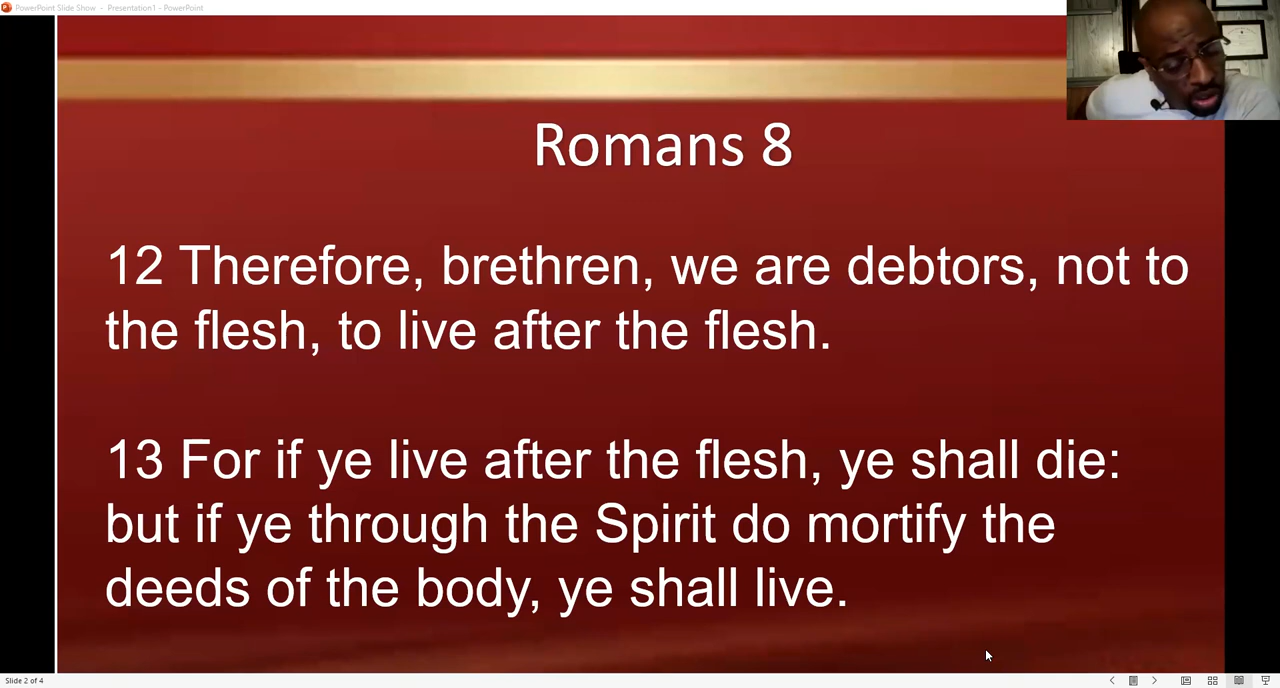 PowerPoint Slide Show - Presentation1 - PowerPoint
Romans 8
12 Therefore, brethren, we are debtors, not to
the flesh, to live after the flesh.
13 For if ye live after the flesh, ye shall die:
but if ye through the Spirit do mortify the
deeds of the body, ye shall live.
Slide 2 of 4